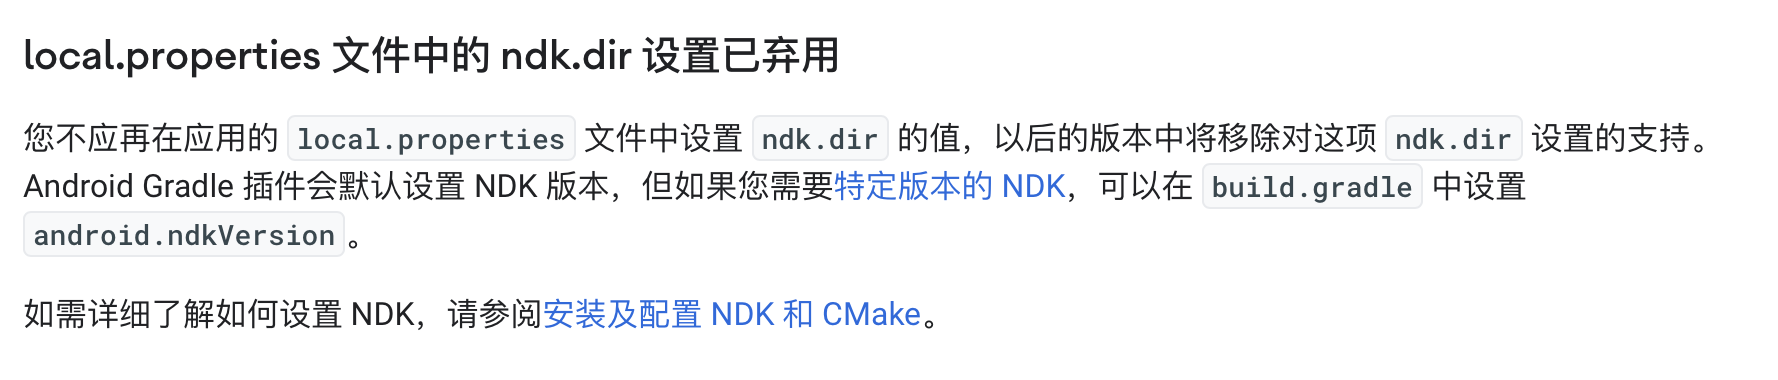 local.properties 文件中的 ndk.dir 设置已弃用
您不应再在应用的 local.properties 文件中设置 ndk.dir 的值，以后的版本中将移除对这项 ndk.dir 设置的支持。
Android Gradle 插件会默认设置 NDK 版本，但如果您需要特定版本的 NDK，可以在 build.gradle 中设置
android.ndkVersion。
如需详细了解如何设置 NDK，请参阅安装及配置 NDK 和 CMake。